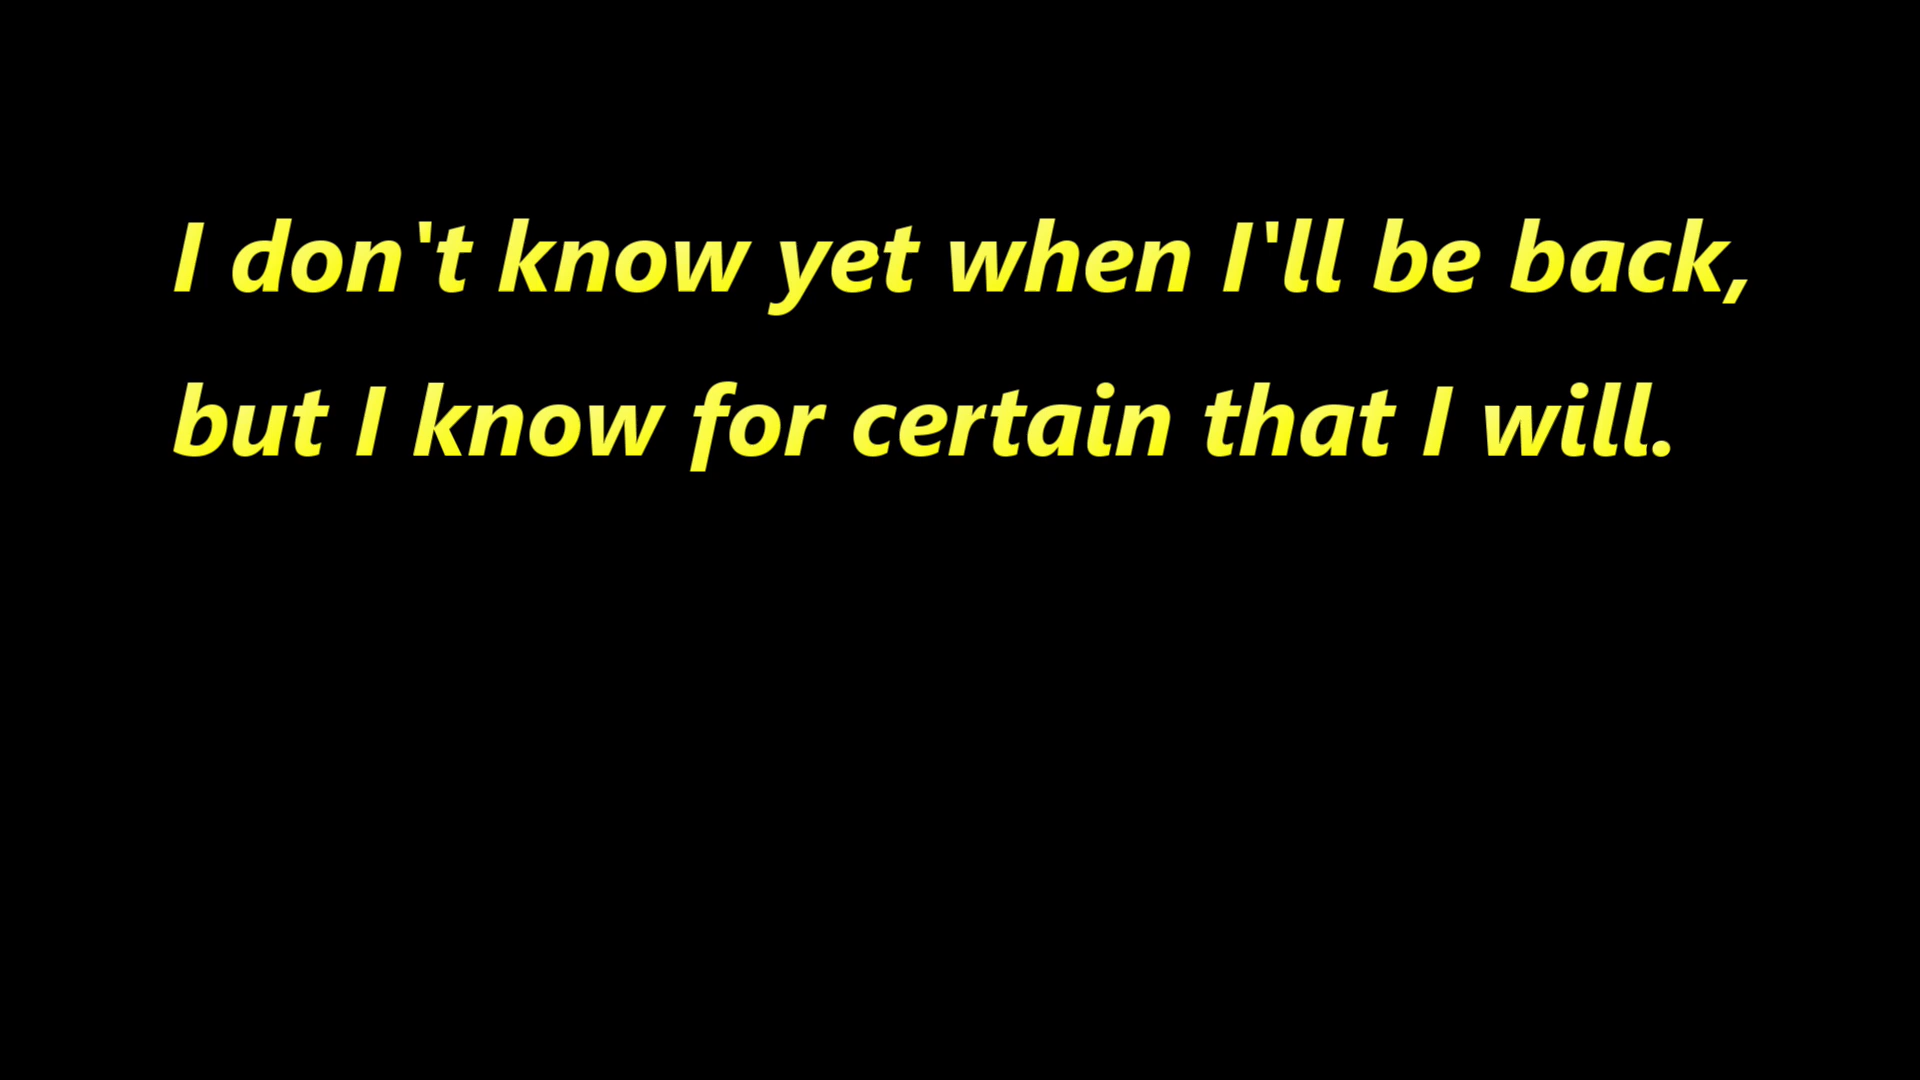 I don't know yet when I'll be back,
but I know for certain that I will.